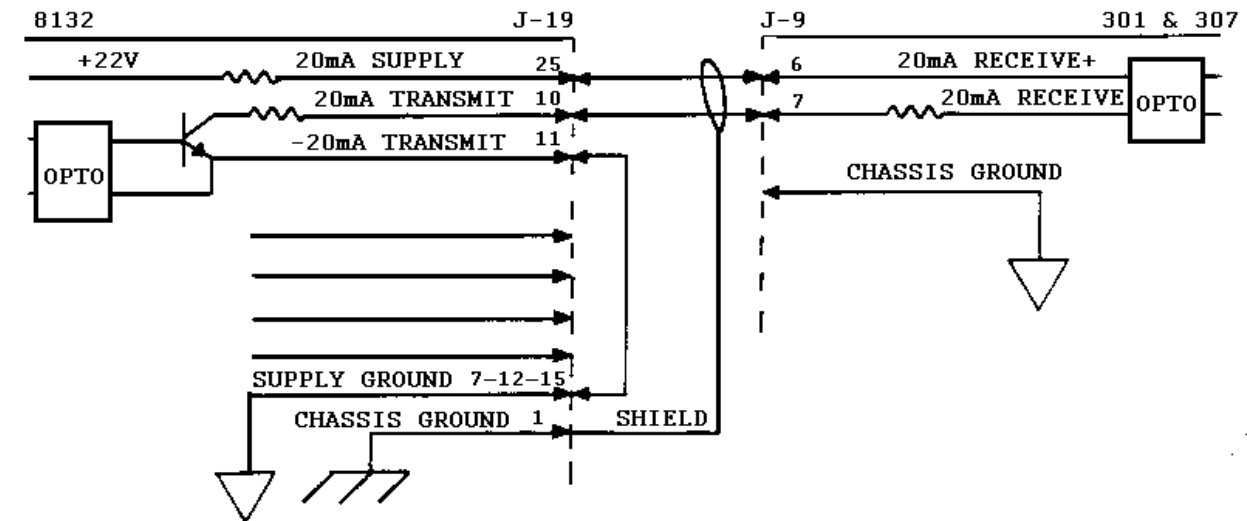 8132 J-19 J-9 301 & 307
+22V 20mA SUPPLY 25 6 20mA RECEIVE+
20mA TRANSMIT 10 7 20mA RECEIVE
OPTO
-20mA TRANSMIT 11
OPTO
CHASSIS GROUND
SUPPLY GROUND 7-12-15
CHASSIS GROUND 1 SHIELD